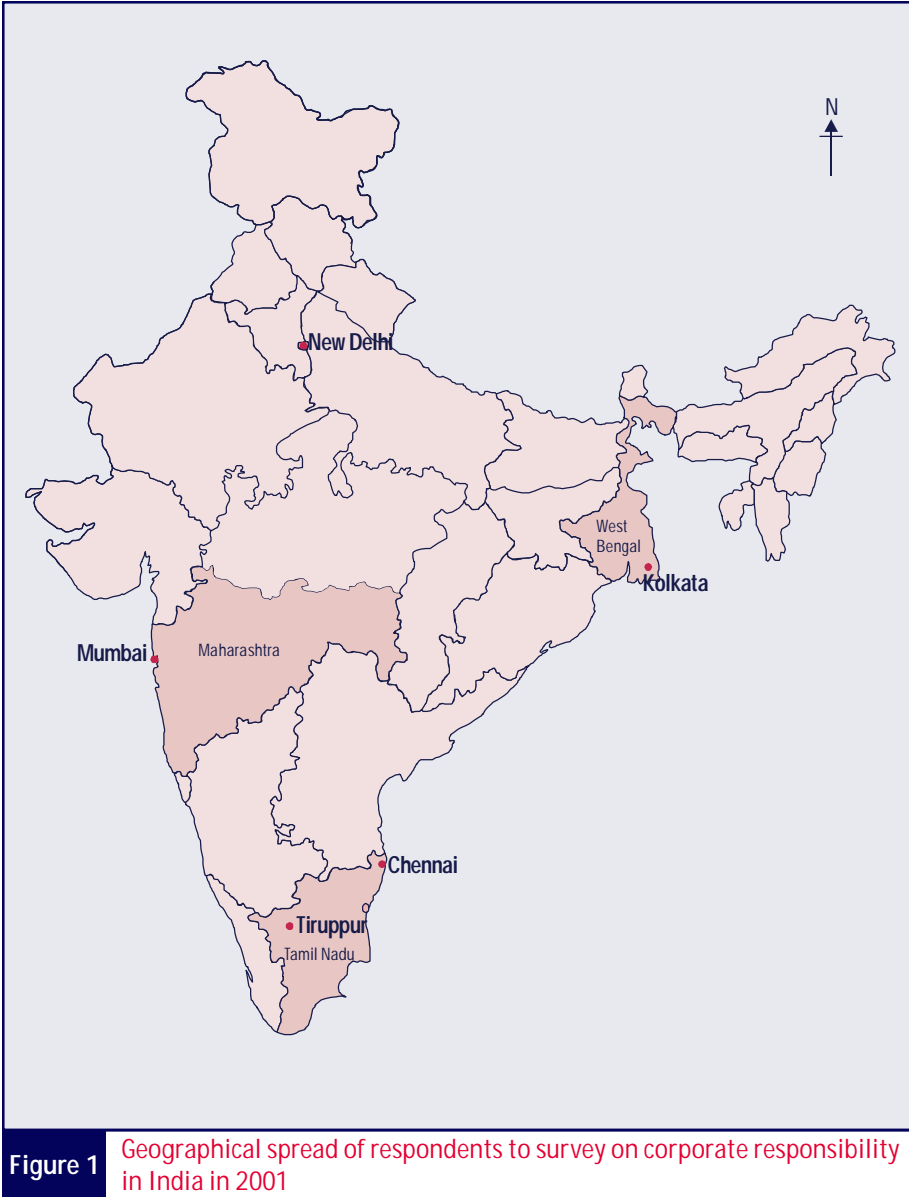 N
New Delhi
West
Bengal
Kolkata
Mumbai
Maharashtra
Chennai
Tiruppur
Tamil Nadu
Figure 1
Geographical spread of respondents to survey on corporate responsibility
in India in 2001